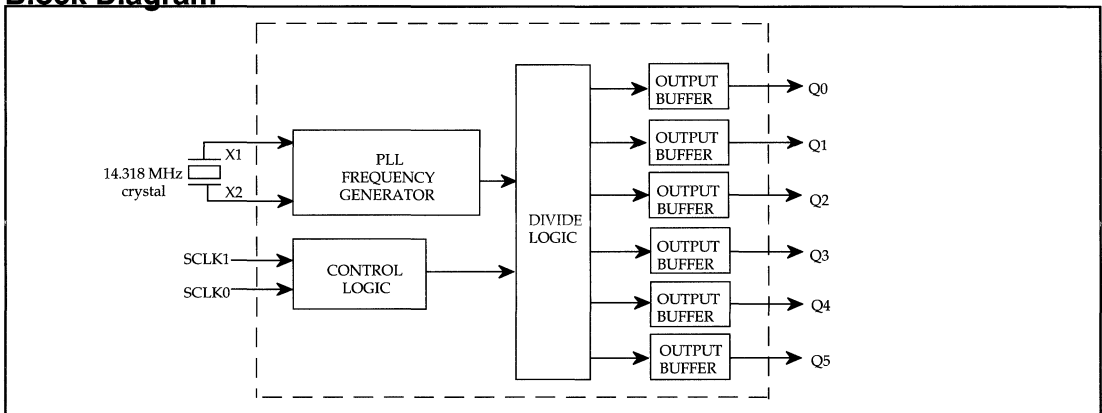 Block Diagram
14.318 MHz
crystal
X1
X2
SCLK1
SCLK0
PLL
FREQUENCY
GENERATOR
CONTROL
LOGIC
DIVIDE
LOGIC
OUTPUT
BUFFER
Q0
OUTPUT
BUFFER
Q1
OUTPUT
BUFFER
Q2
OUTPUT
BUFFER
Q3
OUTPUT
BUFFER
Q4
OUTPUT
BUFFER
Q5